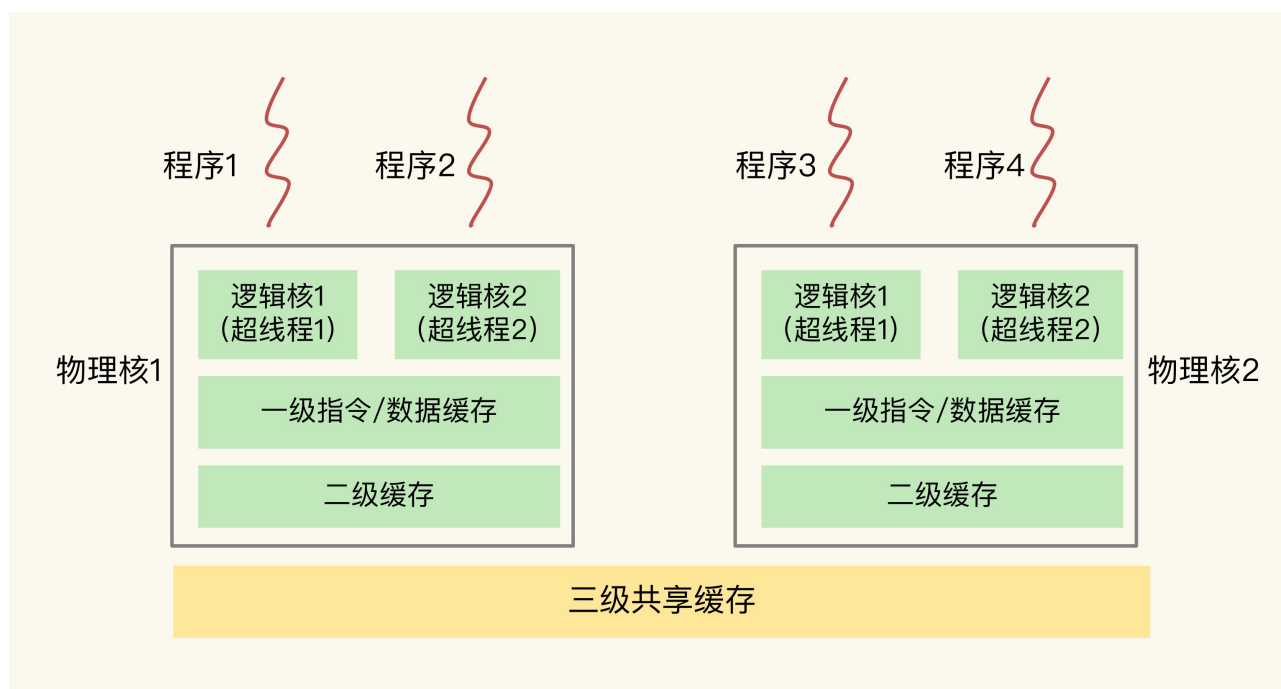 程序1
程序2
程序3
程序4
物理核1
逻辑核1
(超线程1)
逻辑核2
(超线程2)
一级指令/数据缓存
二级缓存
逻辑核1
(超线程1)
逻辑核2
(超线程2)
一级指令/数据缓存
二级缓存
物理核2
三级共享缓存